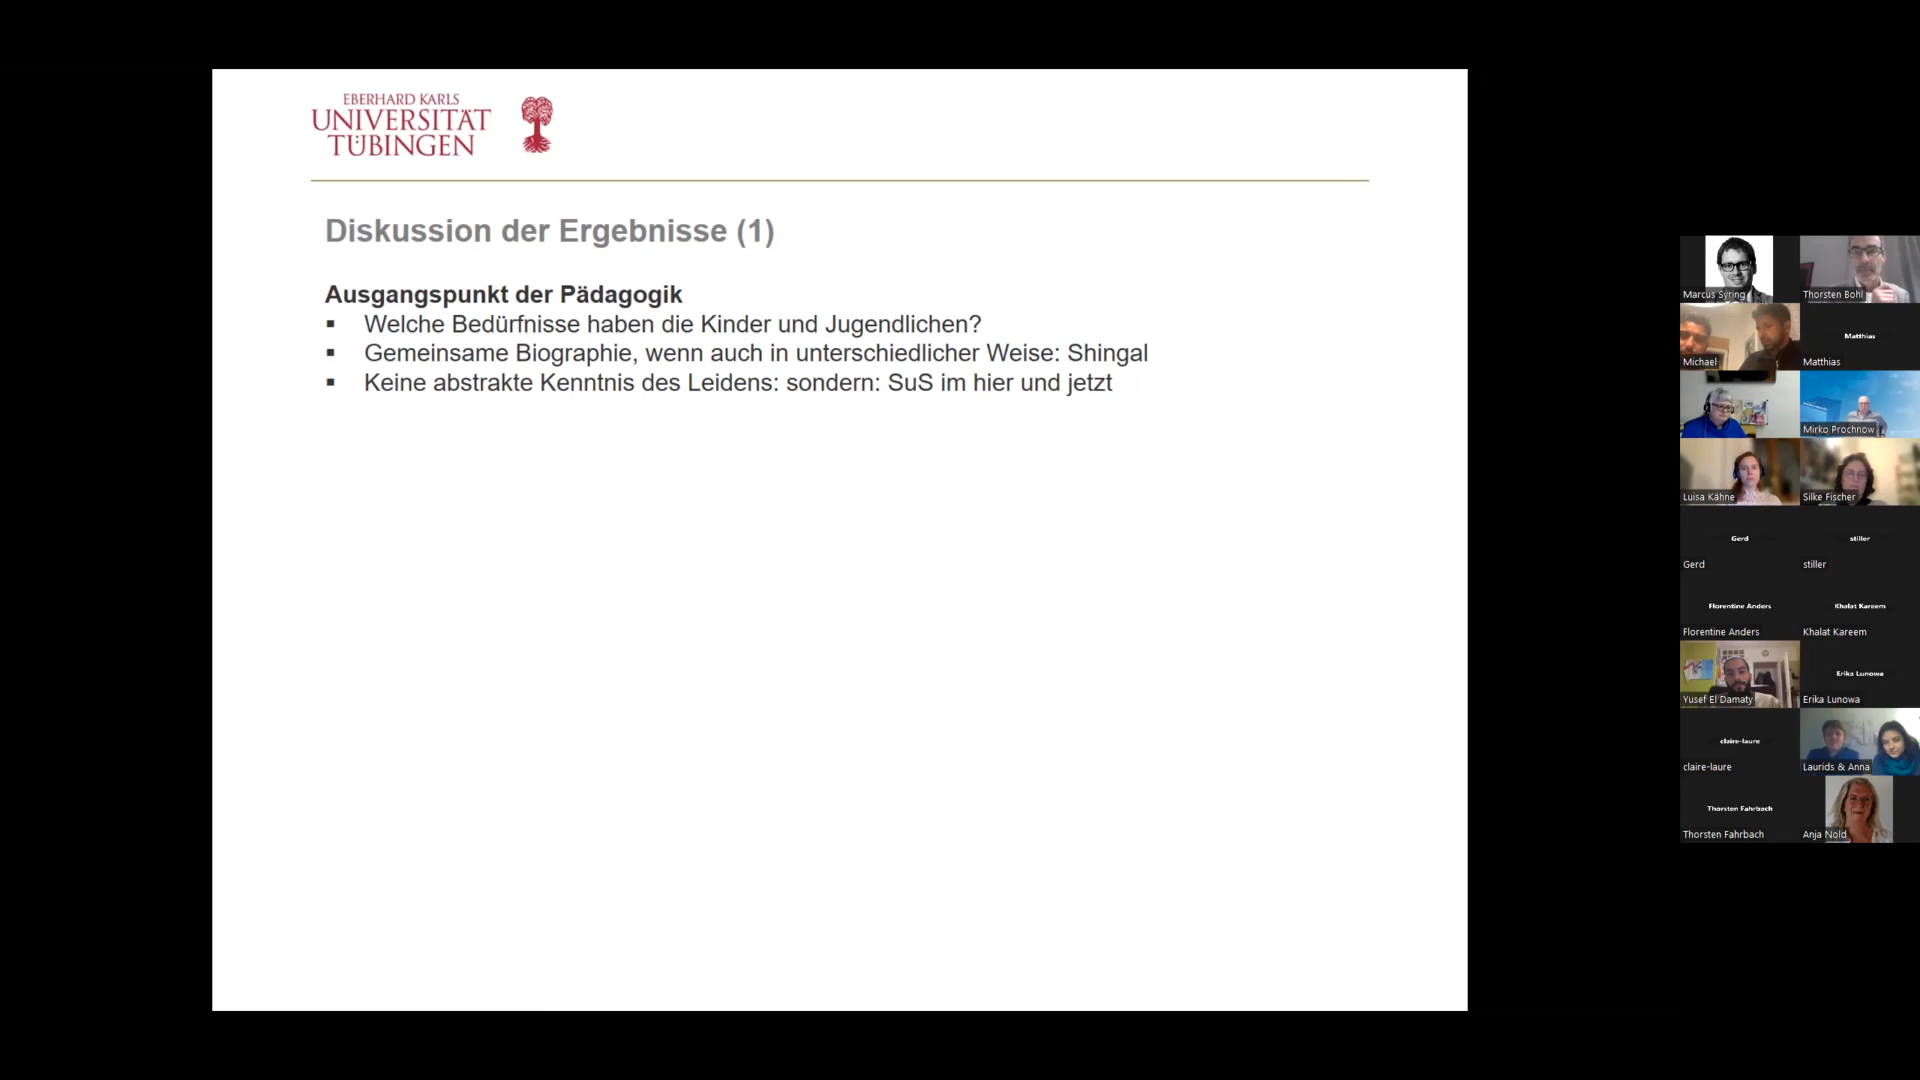 EBERHARD KARLS
UNIVERSITÄT
TÜBINGEN
Diskussion der Ergebnisse (1)
Ausgangspunkt der Pädagogik
▪ Welche Bedürfnisse haben die Kinder und Jugendlichen?
▪ Gemeinsame Biographie, wenn auch in unterschiedlicher Weise: Shingal
▪ Keine abstrakte Kenntnis des Leidens: sondern: SuS im hier und jetzt
Marcus Syring
Thorsten Bohl
Michael
Matthias
Matthias
Mirko Prochnow
Luisa Kähne
Silke Fischer
Gerd
Gerd
stiller
stiller
Florentine Anders
Florentine Anders
Khalat Kareem
Khalat Kareem
Yusef El Damaty
Erika Lunowa
Erika Lunowa
claire-laure
claire-laure
Laurids & Anna
Thorsten Fahrbach
Thorsten Fahrbach
Anja Nold